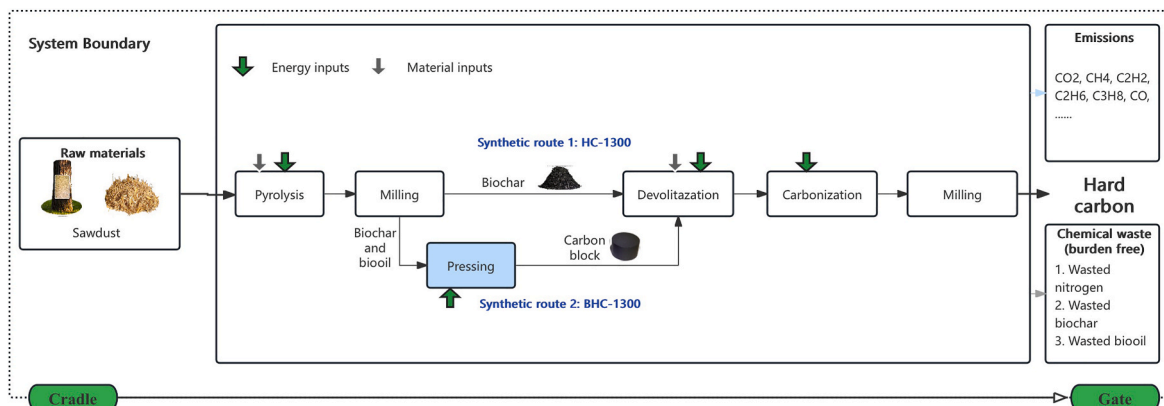 System Boundary
Energy inputs
Material inputs
Emissions
CO2, CH4, C2H2,
C2H6, C3H8, CO,
......
Raw materials
Sawdust
Synthetic route 1: HC-1300
Pyrolysis
Milling
Biochar
Devolitazation
Carbonization
Milling
Hard
carbon
Biochar
and
biooil
Pressing
Carbon
block
Synthetic route 2: BHC-1300
Chemical waste
(burden free)
1. Wasted
nitrogen
2. Wasted
biochar
3. Wasted biooil
Cradle
Gate